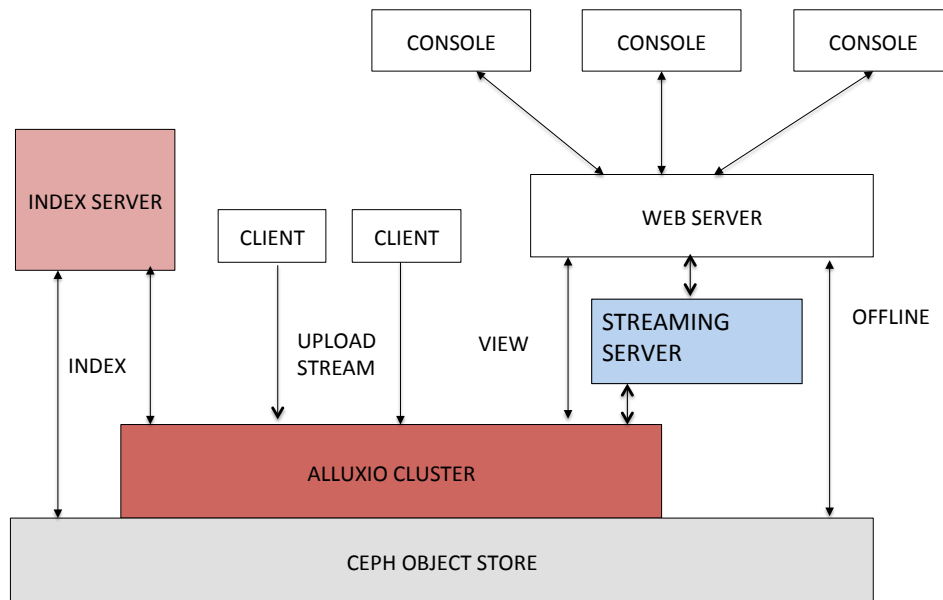 CONSOLE
CONSOLE
CONSOLE
INDEX SERVER
WEB SERVER
CLIENT
CLIENT
STREAMING
SERVER
OFFLINE
UPLOAD
STREAM
VIEW
INDEX
ALLUXIO CLUSTER
CEPH OBJECT STORE